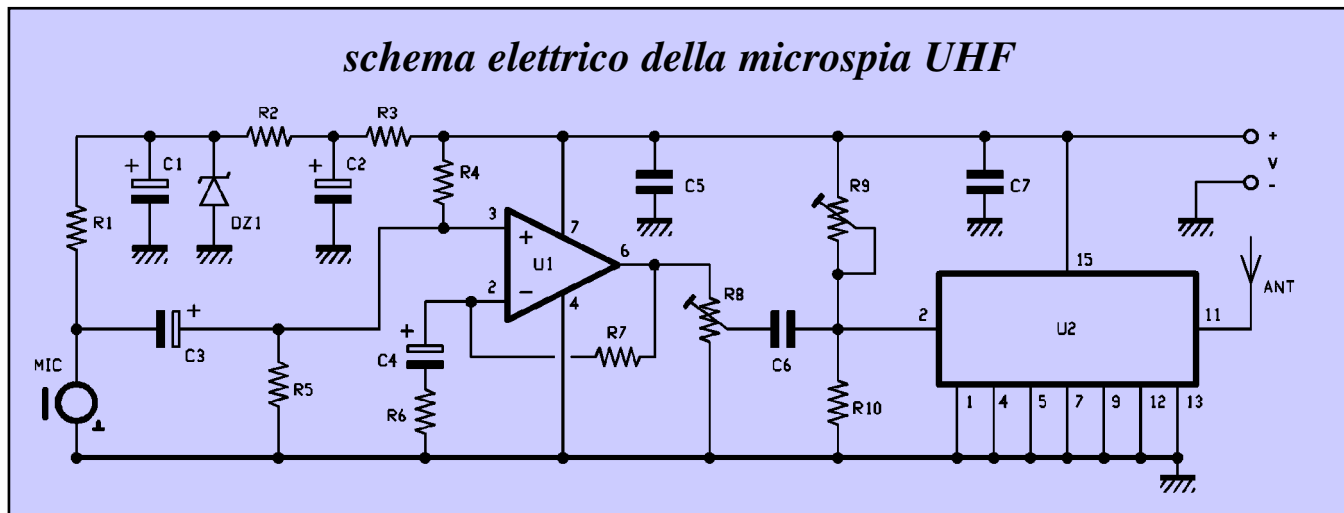 schema elettrico della microspia UHF
R2 R3
+ C1 + C2 R4 C5 R9 C7 + V -
R1 DZ1
3 + 7 6 U1 2 - 4
15 ANT
R8 2 U2 11
+ C3 + C4 R7 C6
MIC R5 R6 R10
1 4 5 7 9 12 13